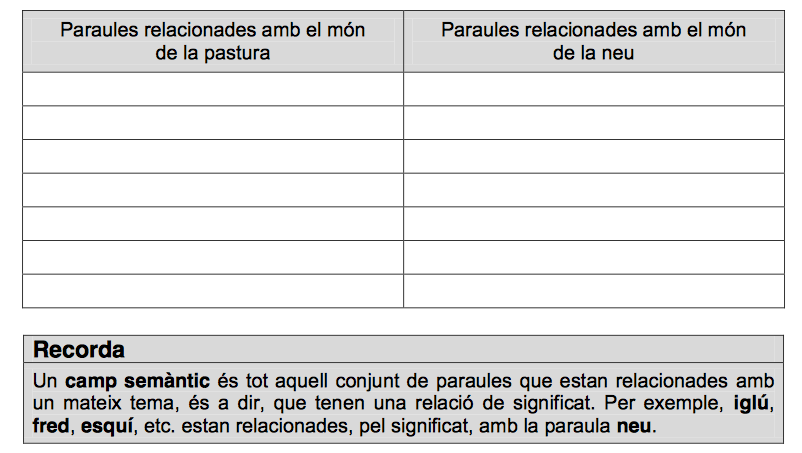 Paraules relacionades amb el món
de la pastura
Paraules relacionades amb el món
de la neu
Recorda
Un camp semàntic és tot aquell conjunt de paraules que estan relacionades amb
un mateix tema, és a dir, que tenen una relació de significat. Per exemple, iglú,
fred, esquí, etc. estan relacionades, pel significat, amb la paraula neu.